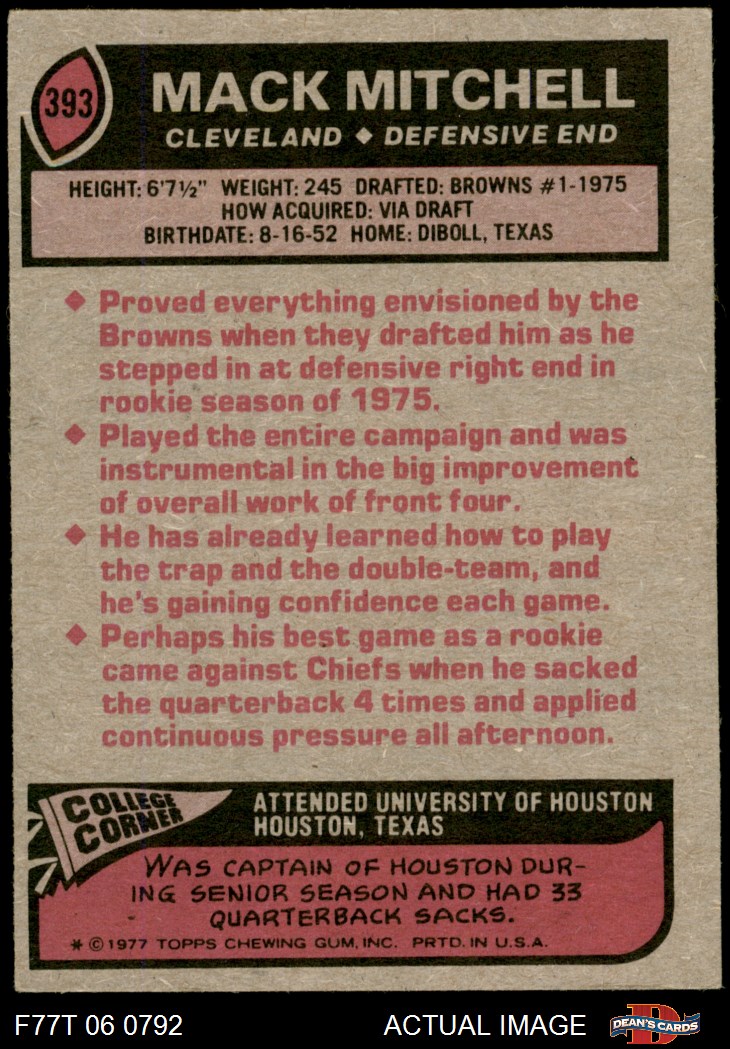 393
MACK MITCHELL
CLEVELAND ◆ DEFENSIVE END
HEIGHT: 6'7½" WEIGHT: 245 DRAFTED: BROWNS #1-1975
HOW ACQUIRED: VIA DRAFT
BIRTHDATE: 8-16-52 HOME: DIBOLL, TEXAS
◆ Proved everything envisioned by the
Browns when they drafted him as he
stepped in at defensive right end in
rookie season of 1975.
◆ Played the entire campaign and was
instrumental in the big improvement
of overall work of front four.
◆ He has already learned how to play
the trap and the double-team, and
he's gaining confidence each game.
◆ Perhaps his best game as a rookie
came against Chiefs when he sacked
the quarterback 4 times and applied
continuous pressure all afternoon.
COLLEGE
CORNER
ATTENDED UNIVERSITY OF HOUSTON
HOUSTON, TEXAS
WAS CAPTAIN OF HOUSTON DUR-
ING SENIOR SEASON AND HAD 33
QUARTERBACK SACKS.
* © 1977 TOPPS CHEWING GUM, INC. PRTD. IN U.S.A.
F77T 06 0792
ACTUAL IMAGE
D
DEAN'S CARDS